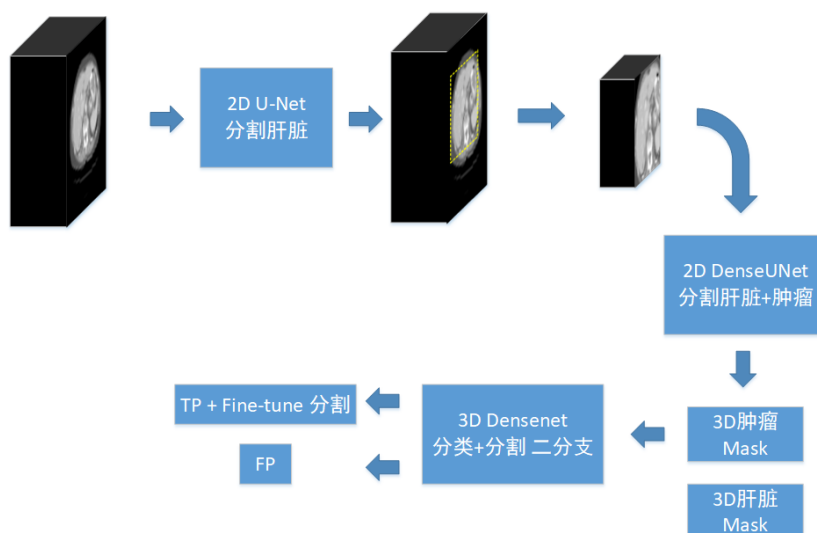 2D U-Net
分割肝脏
2D DenseUNet
分割肝脏+肿瘤
TP + Fine-tune 分割
3D Densenet
分类+分割 二分支
3D肿瘤
Mask
FP
3D肝脏
Mask